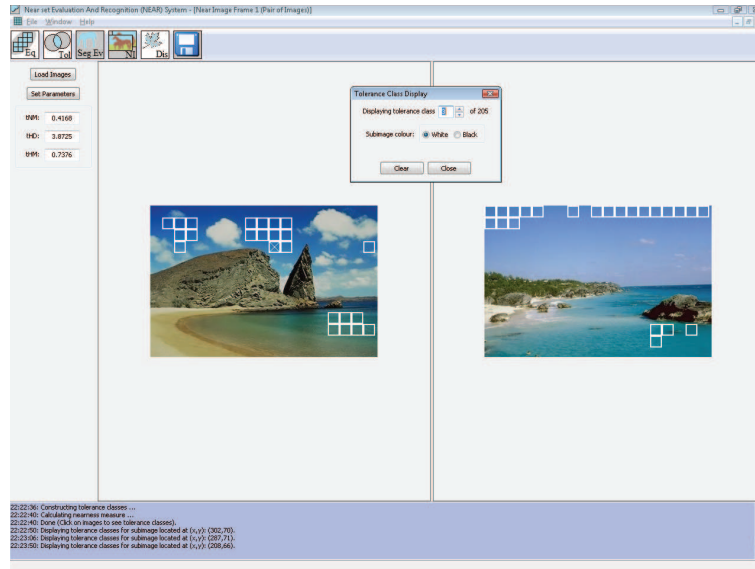 Near set Evaluation And Recognition (NEAR) System - [Near Image Frame 1 (Pair of Images)]
File Window Help
Eq Tol Seg Ev NI Dis
Load Images
Set Parameters
tNM: 0.4168
tHD: 3.8725
tHM: 0.7376
Tolerance Class Display
Displaying tolerance class of 205
Subimage colour: White Black
Clear Close
22:22:36: Constructing tolerance classes ...
22:22:40: Calculating nearness measure ...
22:22:40: Done (Click on images to see tolerance classes).
22:22:50: Displaying tolerance classes for subimage located at (x,y): (302,70).
22:23:06: Displaying tolerance classes for subimage located at (x,y): (287,71).
22:23:50: Displaying tolerance classes for subimage located at (x,y): (208,66).